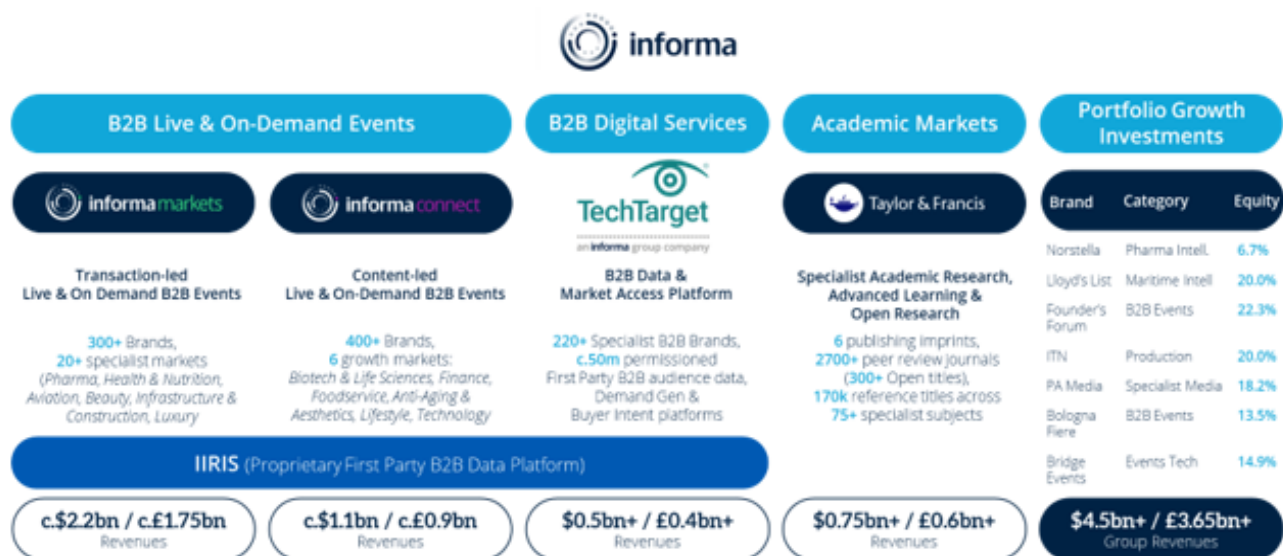 informa
B2B Live & On-Demand Events
B2B Digital Services
Academic Markets
Portfolio Growth
Investments
informa markets
informa connect
TechTarget
an informa group company
Taylor & Francis
Brand Category Equity
Transaction-led
Live & On Demand B2B Events
300+ Brands,
20+ specialist markets
(Pharma, Health & Nutrition,
Aviation, Beauty, Infrastructure &
Construction, Luxury
Content-led
Live & On-Demand B2B Events
400+ Brands,
6 growth markets:
Biotech & Life Sciences, Finance,
Foodservice, Anti-Aging &
Aesthetics, Lifestyle, Technology
B2B Data &
Market Access Platform
220+ Specialist B2B Brands,
c.50m permissioned
First Party B2B audience data,
Demand Gen &
Buyer Intent platforms
Specialist Academic Research,
Advanced Learning &
Open Research
6 publishing imprints,
2700+ peer review journals
(300+ Open titles),
170k reference titles across
75+ specialist subjects
Norstella Pharma Intell. 6.7%
Lloyd's List Maritime Intell 20.0%
Founder's Forum B2B Events 22.3%
ITN Production 20.0%
PA Media Specialist Media 18.2%
Bologna Fiere B2B Events 13.5%
Bridge Events Events Tech 14.9%
IIRIS (Proprietary First Party B2B Data Platform)
c.$2.2bn / c.£1.75bn
Revenues
c.$1.1bn / c.£0.9bn
Revenues
$0.5bn+ / £0.4bn+
Revenues
$0.75bn+ / £0.6bn+
Revenues
$4.5bn+ / £3.65bn+
Group Revenues